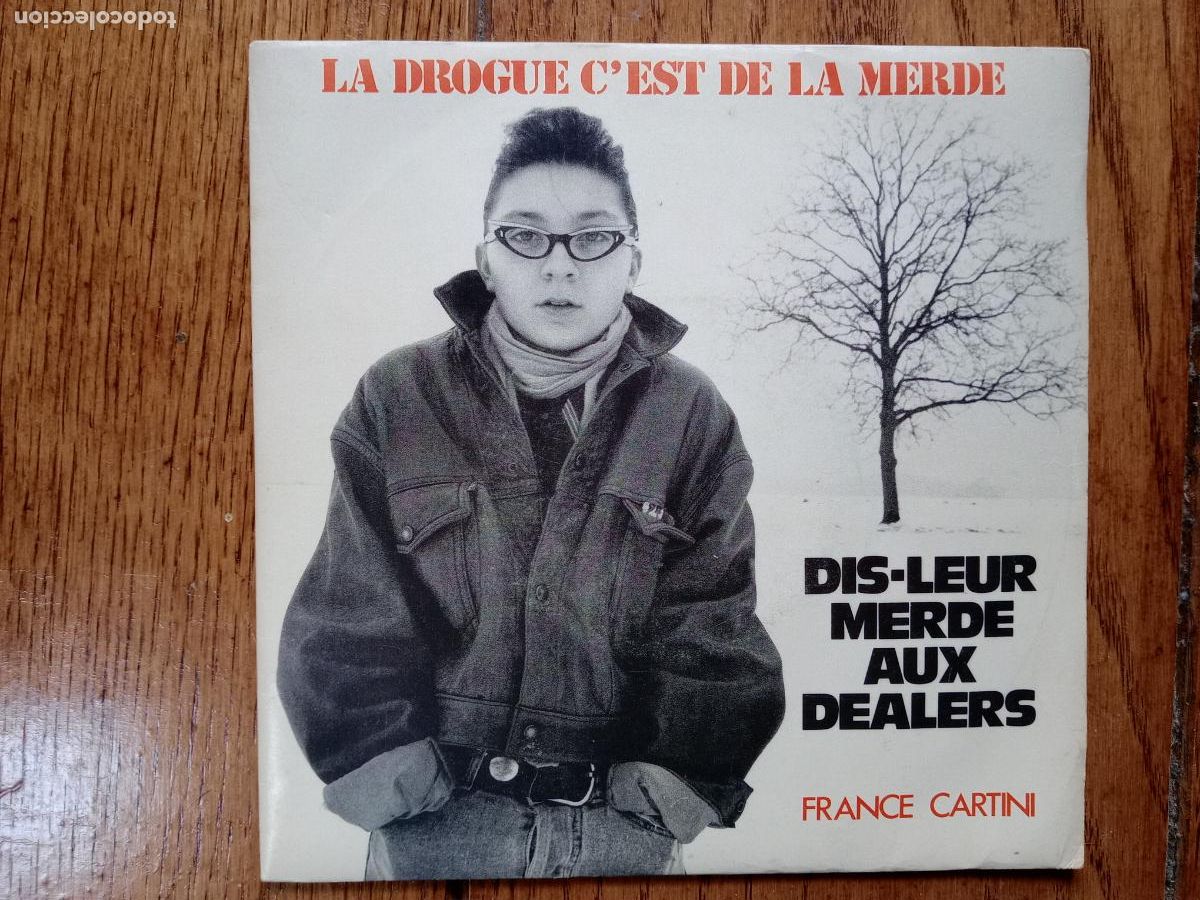 todocoleccion
LA DROGUE C'EST DE LA MERDE
DIS-LEUR
MERDE
AUX
DEALERS
FRANCE CARTINI